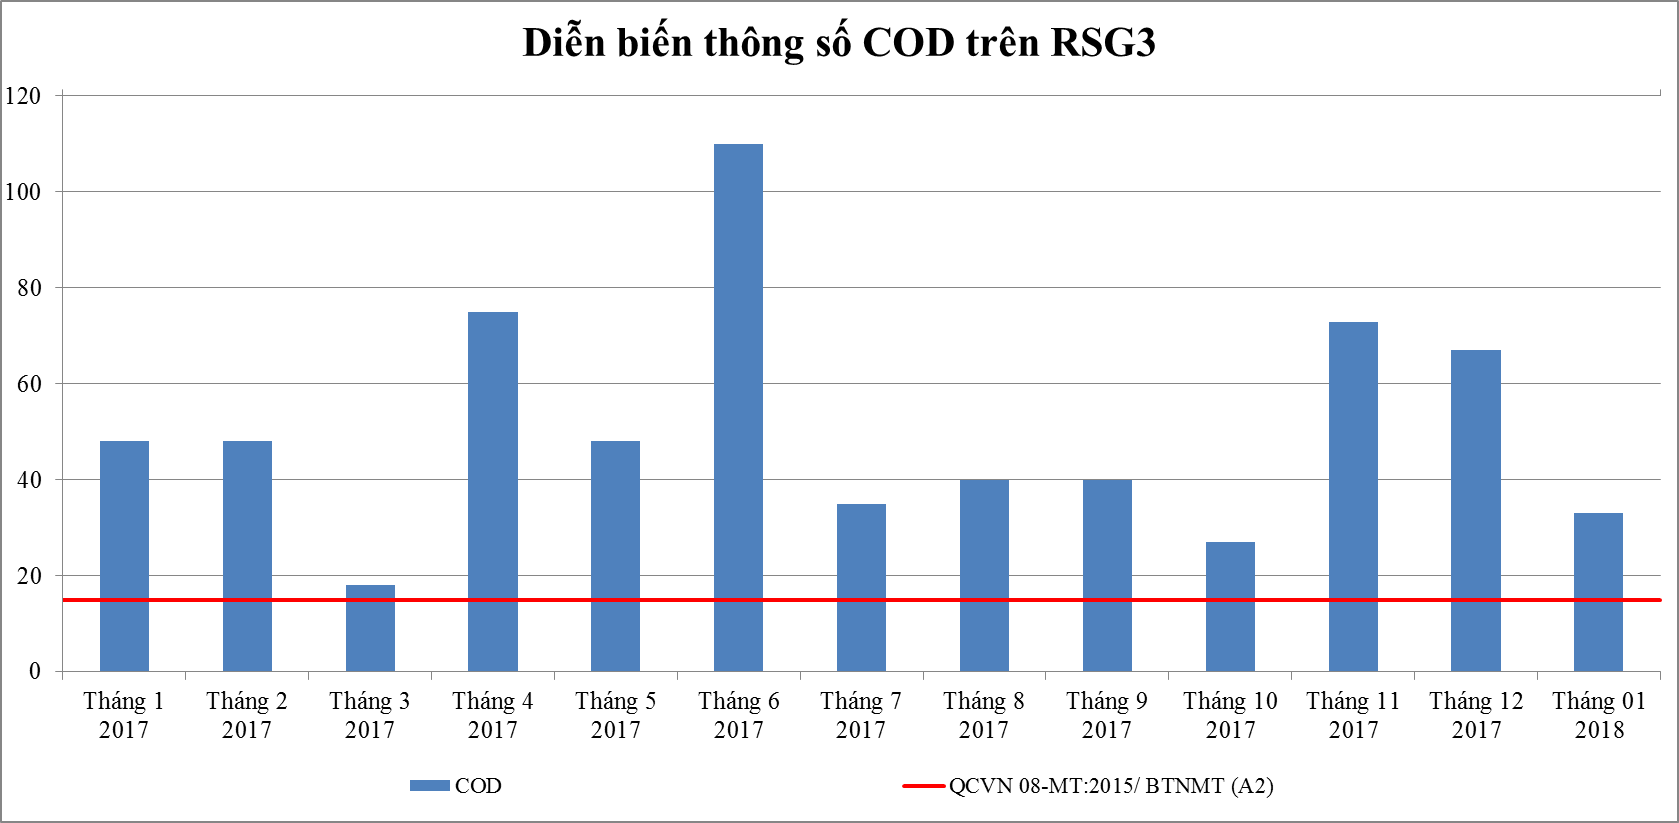 Diễn biến thông số COD trên RSG3
120
100
80
60
40
20
0
Tháng 1 2017
Tháng 2 2017
Tháng 3 2017
Tháng 4 2017
Tháng 5 2017
Tháng 6 2017
Tháng 7 2017
Tháng 8 2017
Tháng 9 2017
Tháng 10 2017
Tháng 11 2017
Tháng 12 2017
Tháng 01 2018
COD
QCVN 08-MT:2015/ BTNMT (A2)